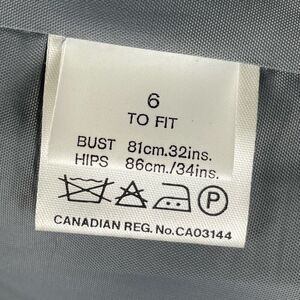 6
TO FIT
BUST 81cm.32ins.
HIPS 86cm./34ins.
P
CANADIAN REG. No.CA03144